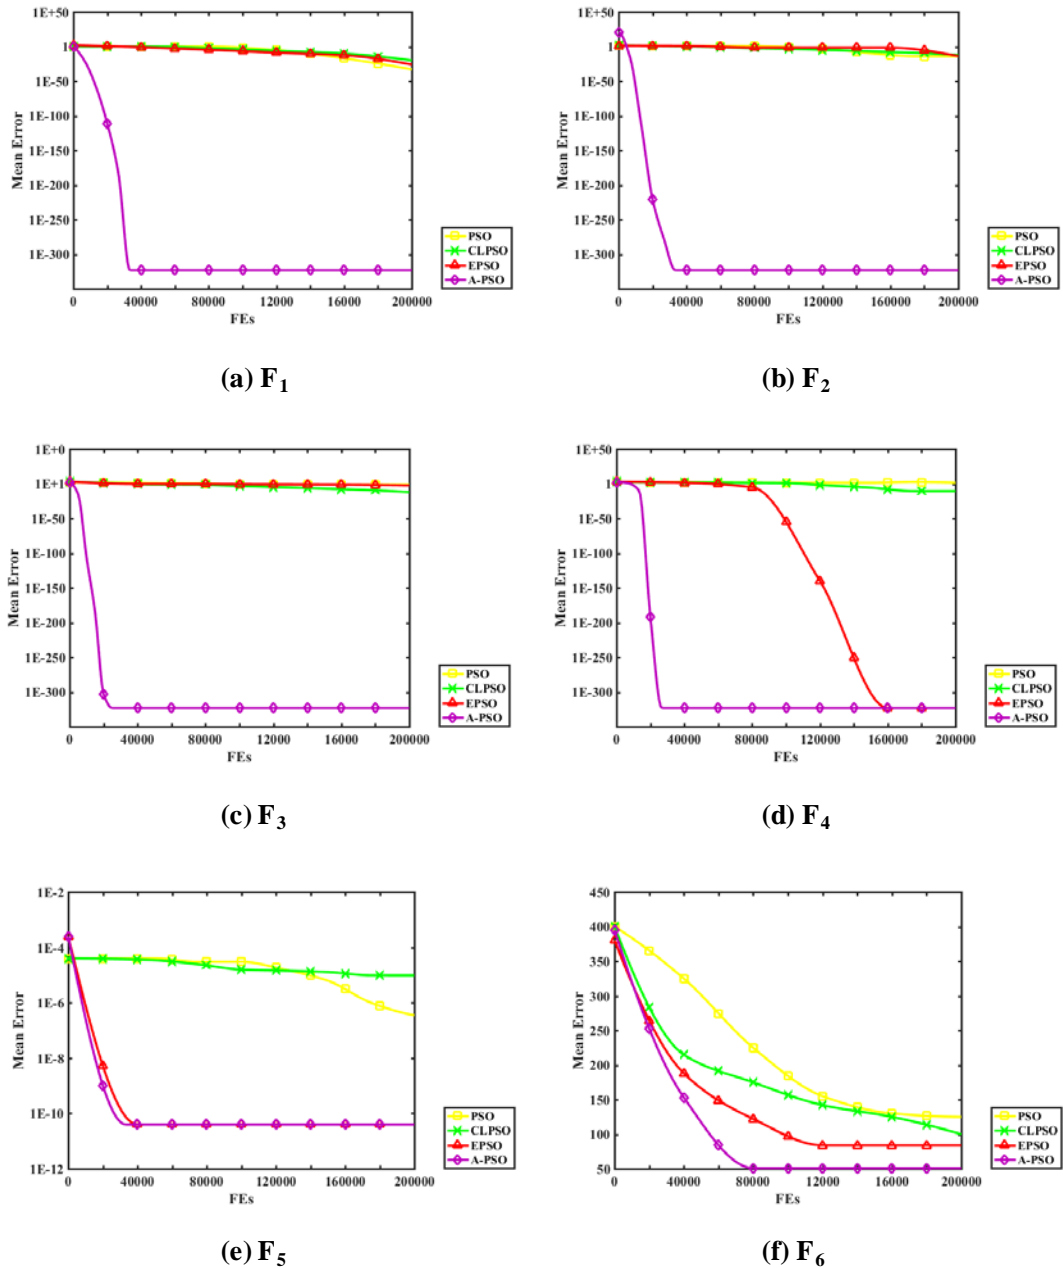 1E+50
1
1E-50
1E-100
1E-150
1E-200
1E-250
1E-300
Mean Error
0 40000 80000 12000 16000 200000
FEs
PSO
CLPSO
EPSO
A-PSO
(a) F1
1E+50
1
1E-50
1E-100
1E-150
1E-200
1E-250
1E-300
Mean Error
0 40000 80000 12000 16000 200000
FEs
PSO
CLPSO
EPSO
A-PSO
(b) F2
1E+0
1E+1
1E-50
1E-100
1E-150
1E-200
1E-250
1E-300
Mean Error
0 40000 80000 12000 16000 200000
FEs
PSO
CLPSO
EPSO
A-PSO
(c) F3
1E+50
1
1E-50
1E-100
1E-150
1E-200
1E-250
1E-300
Mean Error
0 40000 80000 120000 160000 200000
FEs
PSO
CLPSO
EPSO
A-PSO
(d) F4
1E-2
1E-4
1E-6
1E-8
1E-10
1E-12
Mean Error
0 40000 80000 12000 16000 200000
FEs
PSO
CLPSO
EPSO
A-PSO
(e) F5
450
400
350
300
250
200
150
100
50
Mean Error
0 40000 80000 12000 16000 200000
FEs
PSO
CLPSO
EPSO
A-PSO
(f) F6